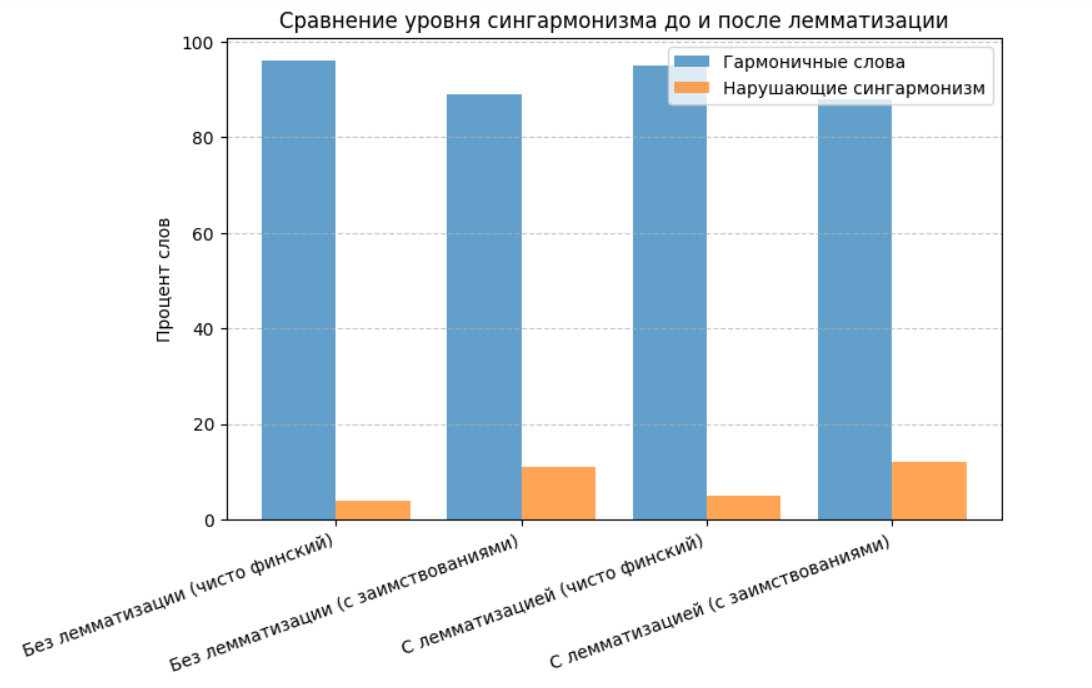 Сравнение уровня сингармонизма до и после лемматизации
Гармоничные слова
Нарушающие сингармонизм
Процент слов
100
80
60
40
20
0
Без лемматизации (чисто финский)
Без лемматизации (с заимствованиями)
С лемматизацией (чисто финский)
С лемматизацией (с заимствованиями)